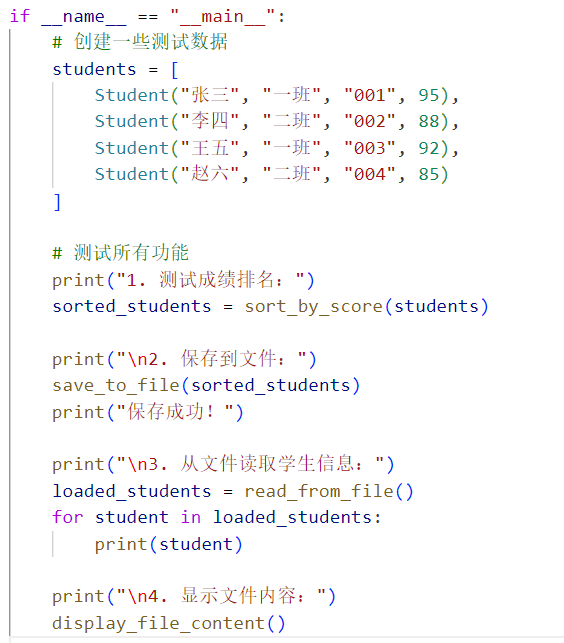 if __name__ == "__main__":
    # 创建一些测试数据
    students = [
        Student("张三", "一班", "001", 95),
        Student("李四", "二班", "002", 88),
        Student("王五", "一班", "003", 92),
        Student("赵六", "二班", "004", 85)
    ]

    # 测试所有功能
    print("1. 测试成绩排名：")
    sorted_students = sort_by_score(students)

    print("\n2. 保存到文件：")
    save_to_file(sorted_students)
    print("保存成功！")

    print("\n3. 从文件读取学生信息：")
    loaded_students = read_from_file()
    for student in loaded_students:
        print(student)

    print("\n4. 显示文件内容：")
    display_file_content()